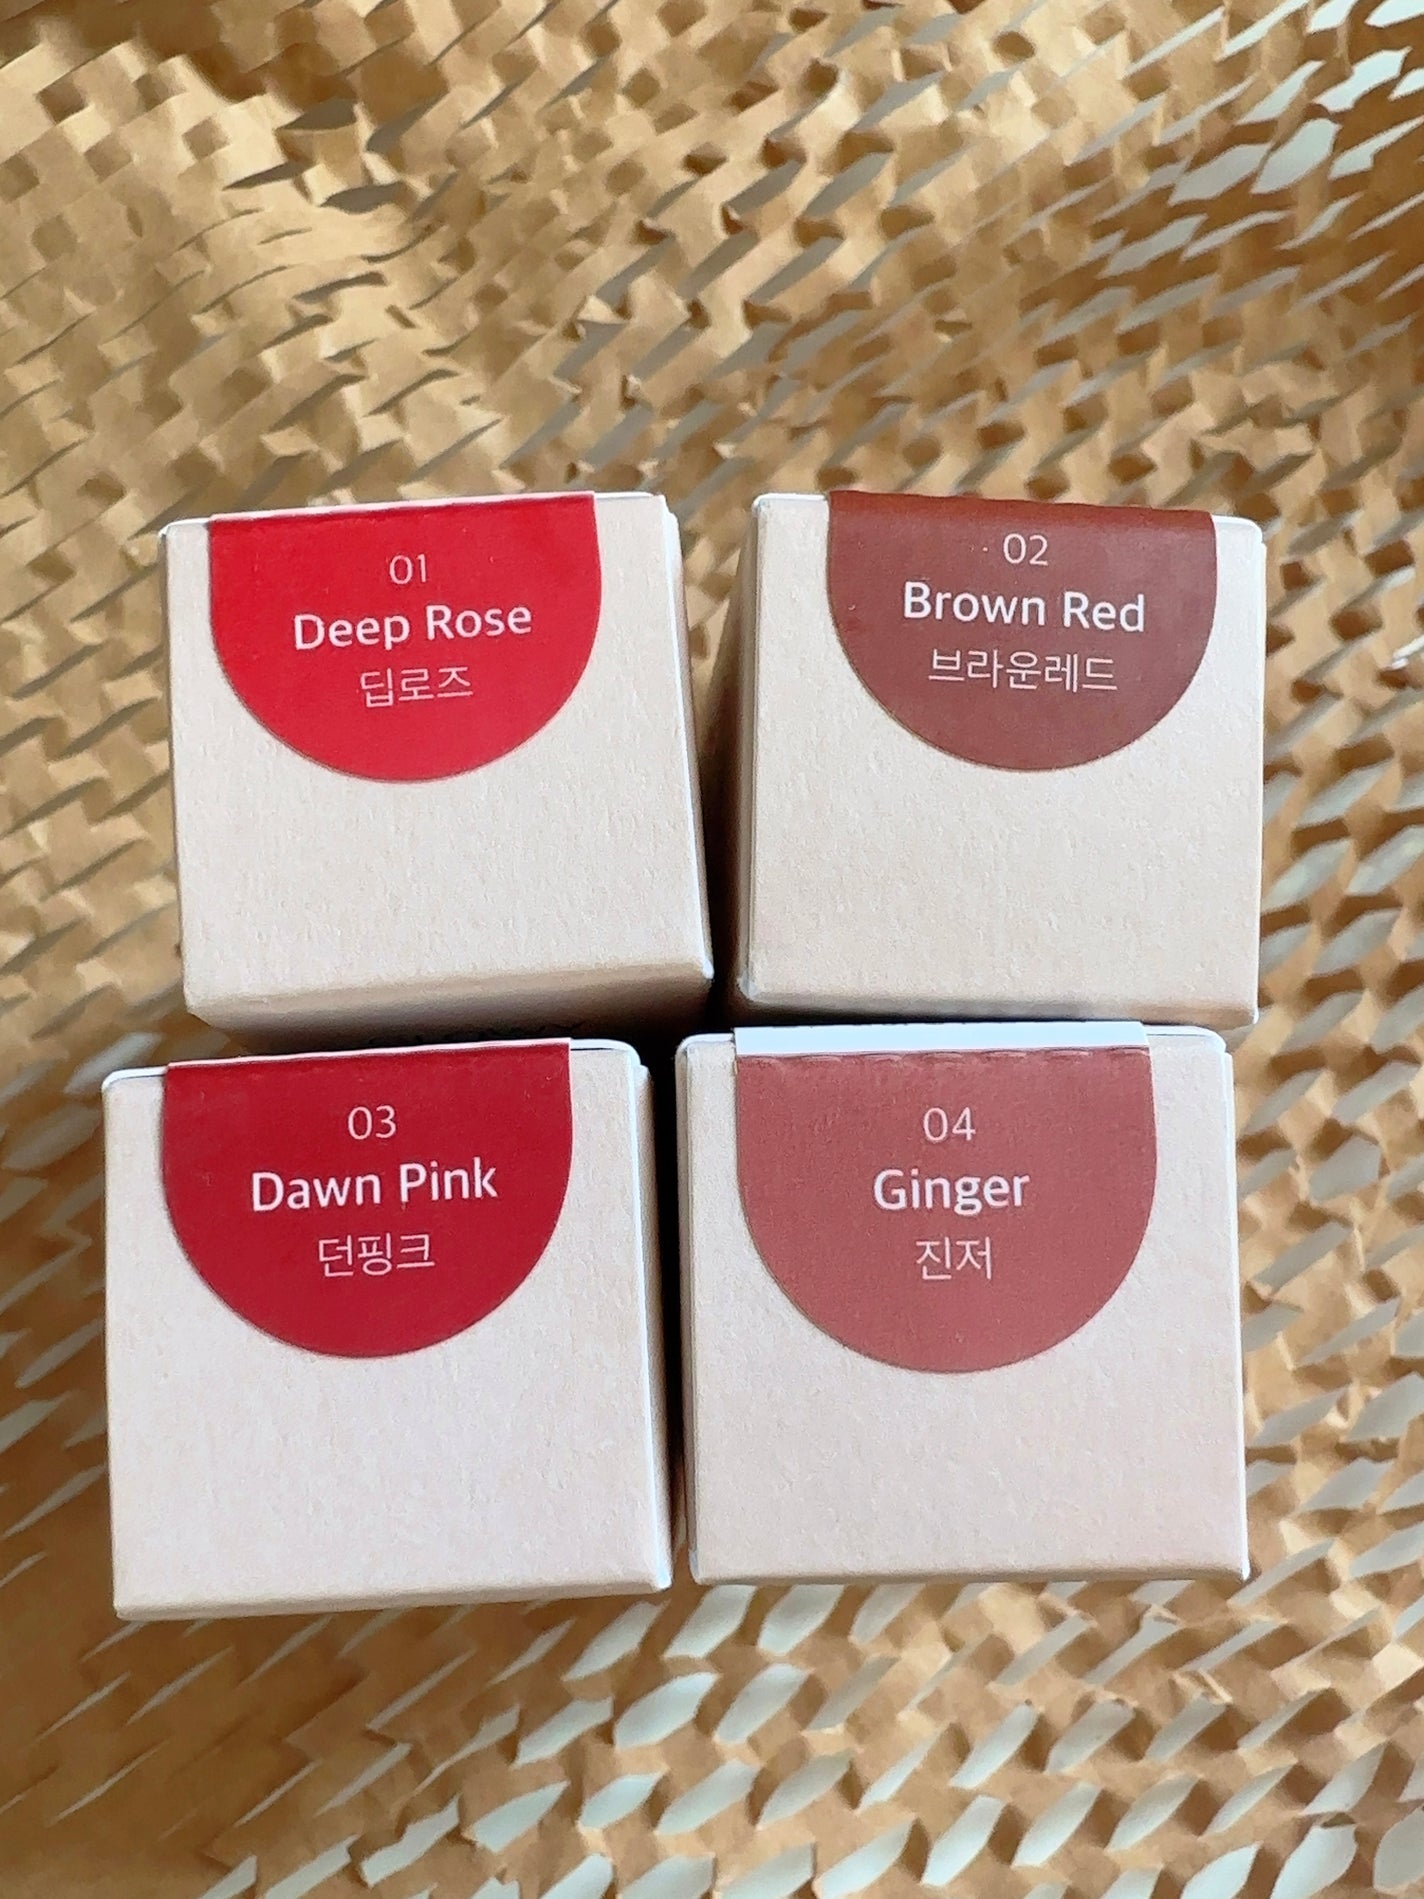 01
Deep Rose
딥로즈
02
Brown Red
브라운레드
03
Dawn Pink
던핑크
04
Ginger
진저